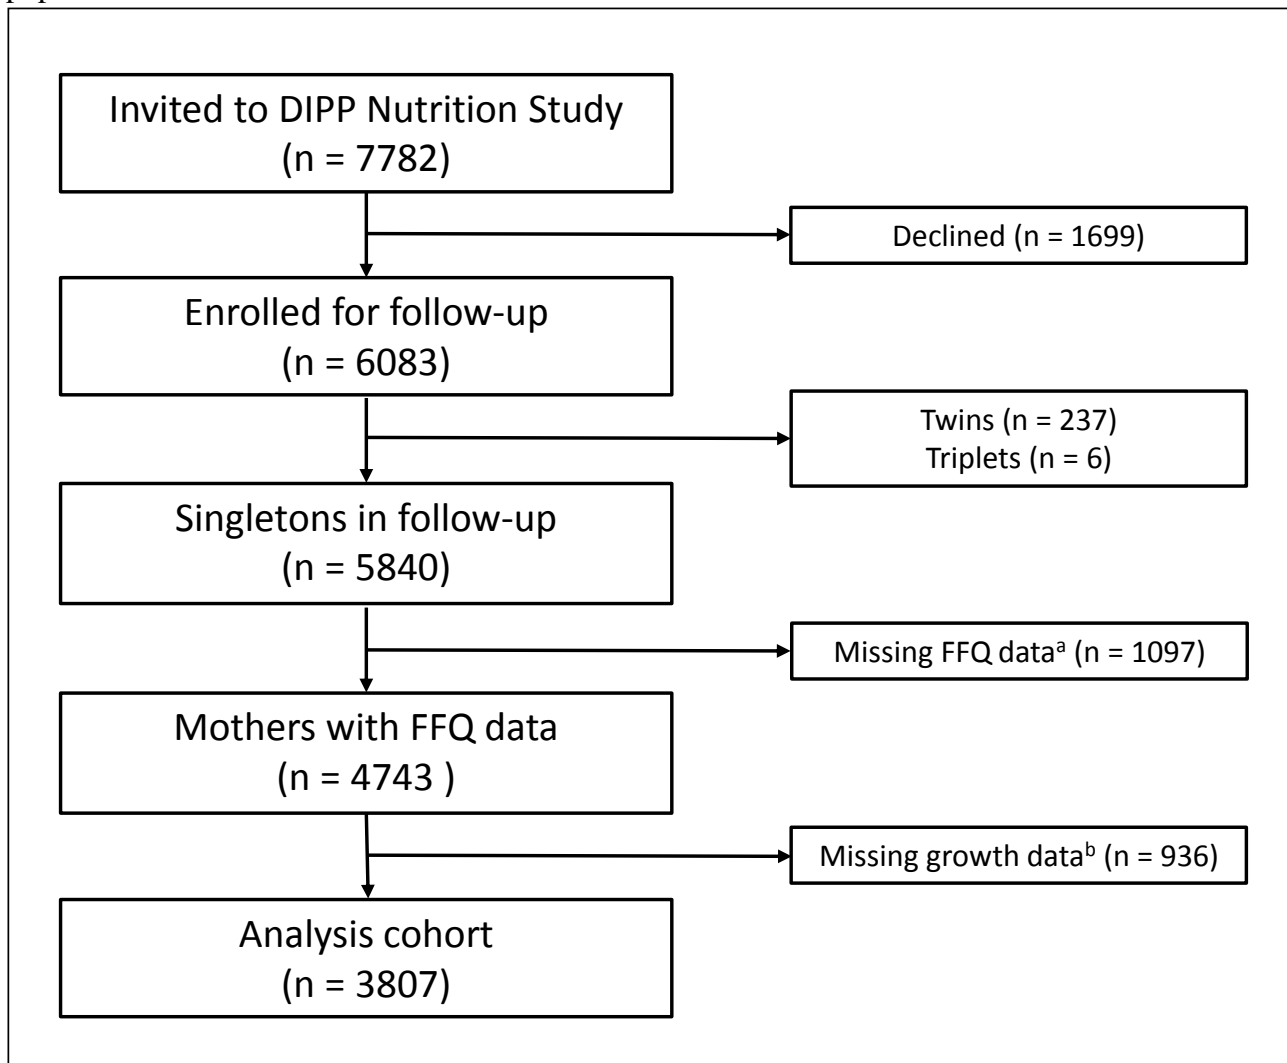 Invited to DIPP Nutrition Study
(n = 7782)
Declined (n = 1699)
Enrolled for follow-up
(n = 6083)
Twins (n = 237)
Triplets (n = 6)
Singletons in follow-up
(n = 5840)
Missing FFQ dataᵃ (n = 1097)
Mothers with FFQ data
(n = 4743 )
Missing growth dataᵇ (n = 936)
Analysis cohort
(n = 3807)